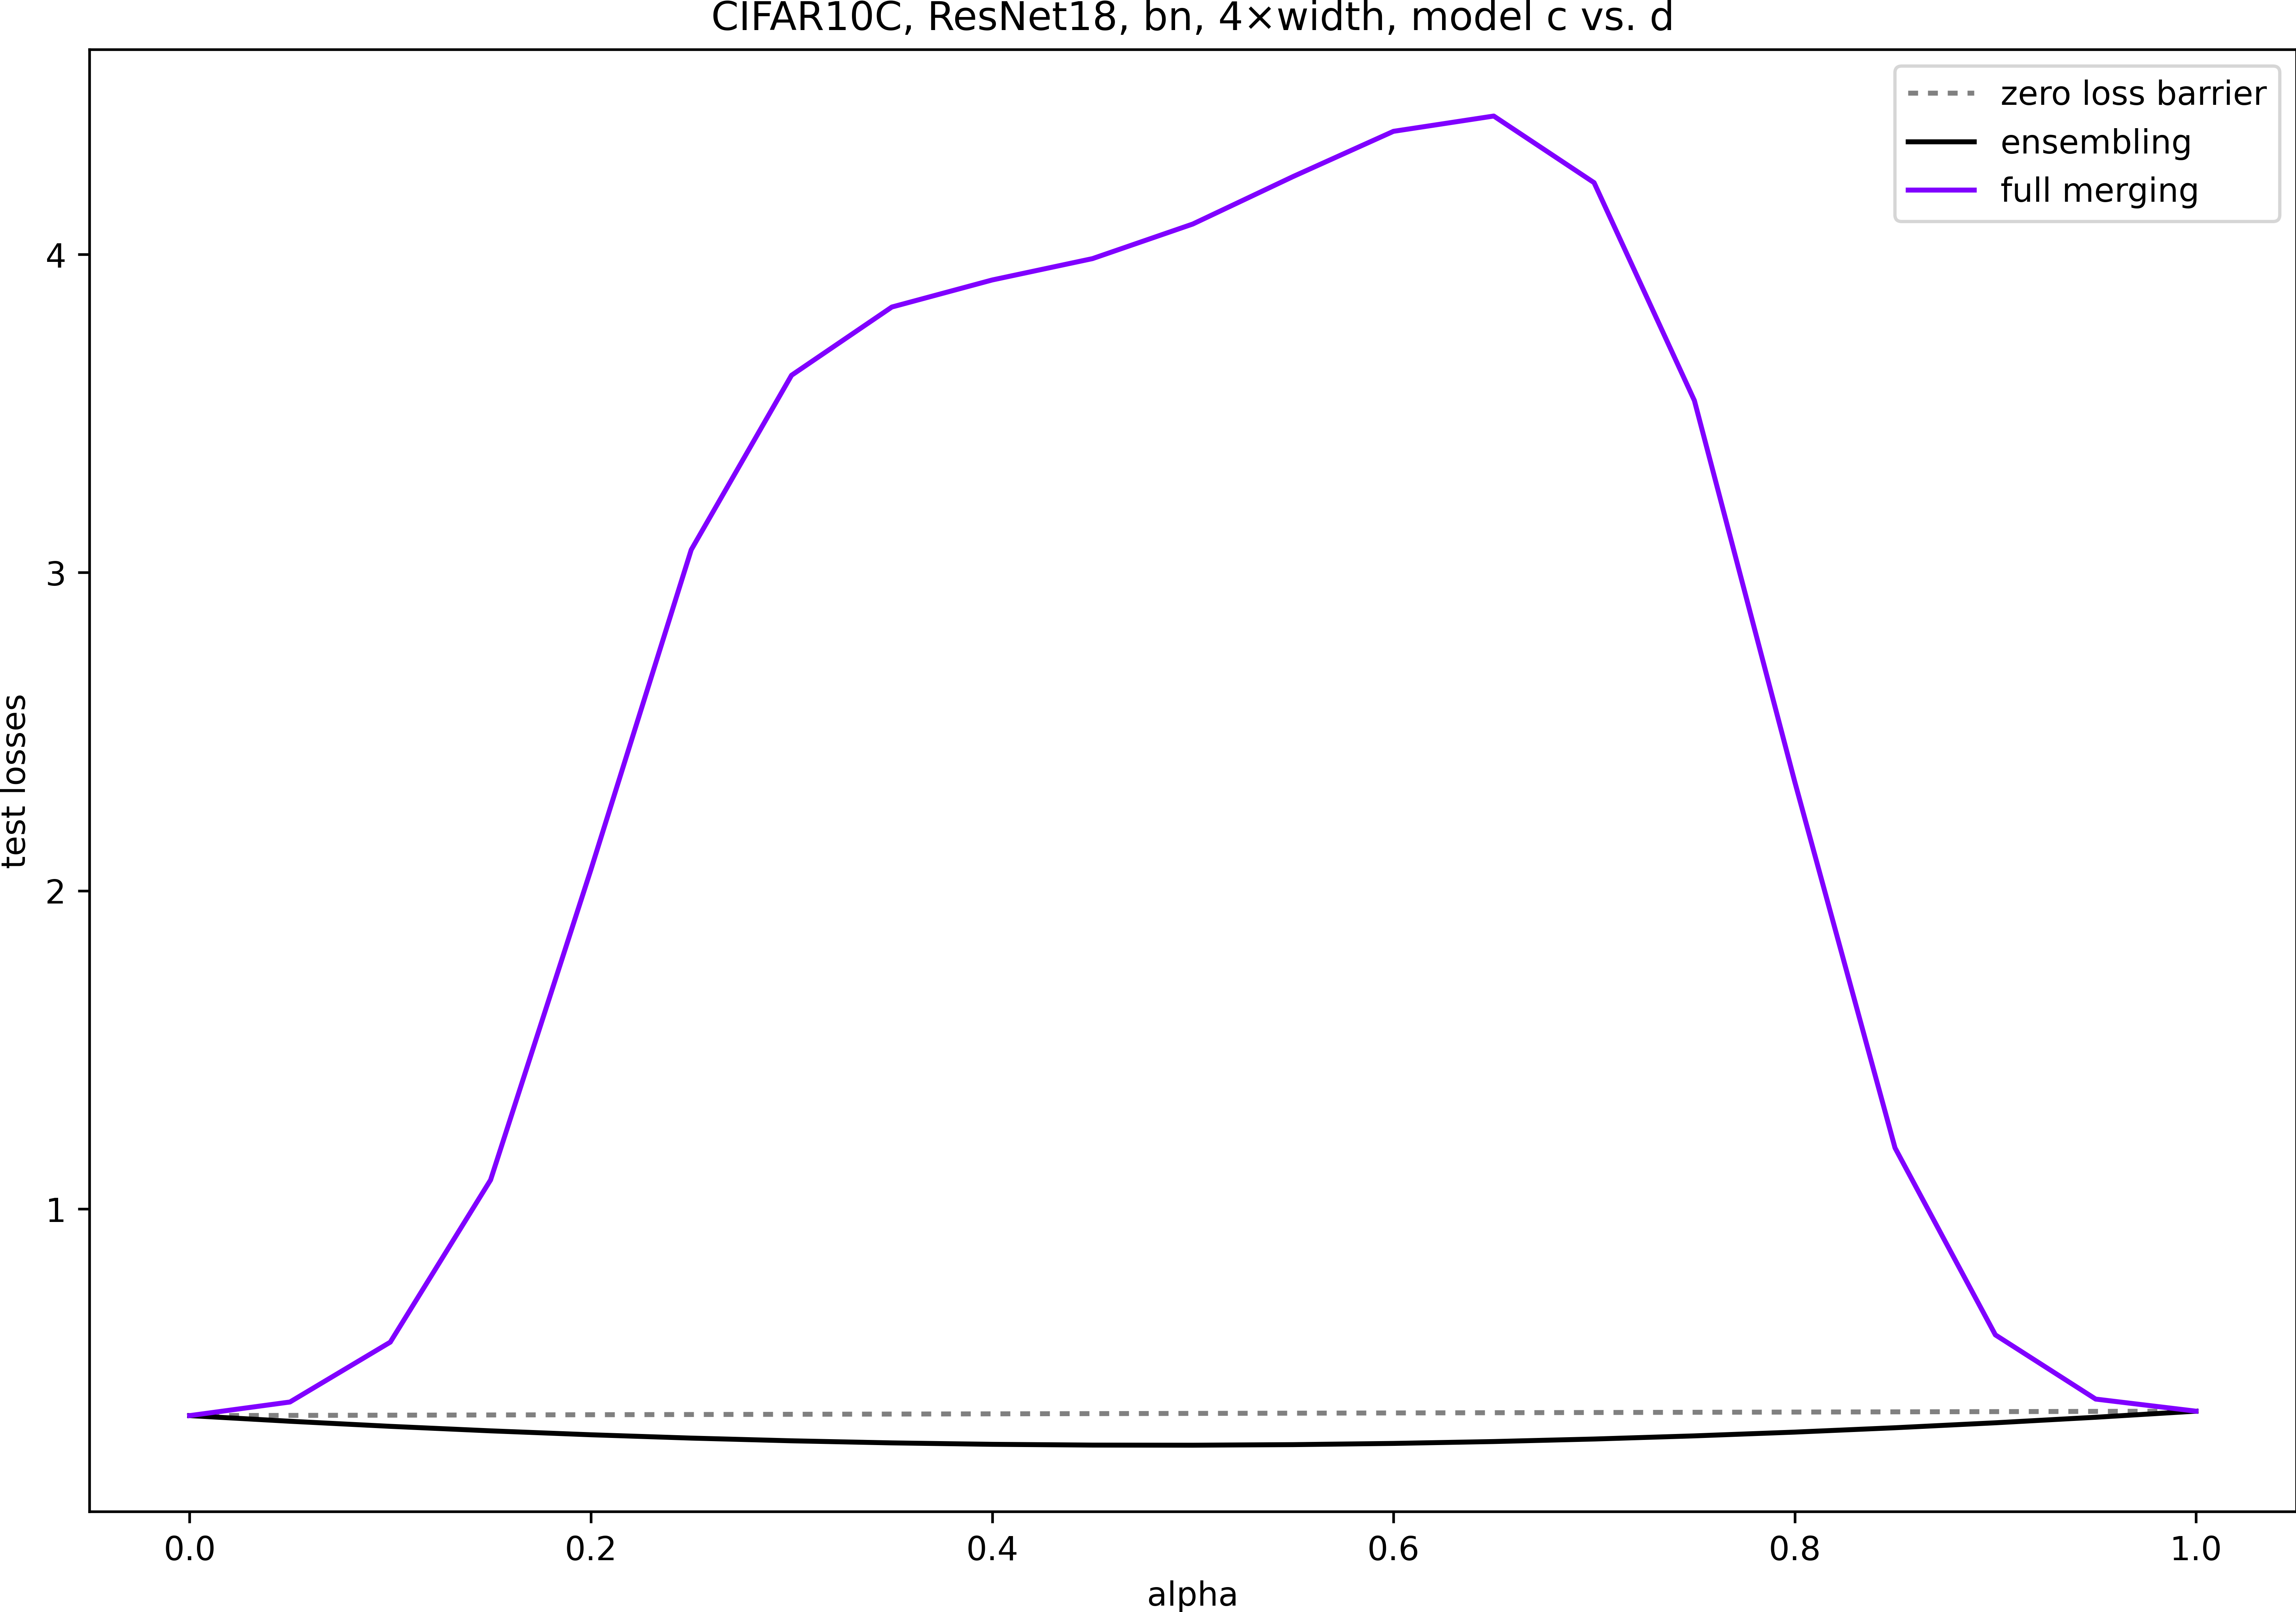 CIFAR10C, ResNet18, bn, 4×width, model c vs. d
zero loss barrier
ensembling
full merging
4
3
2
1
test losses
0.0 0.2 0.4 0.6 0.8 1.0
alpha